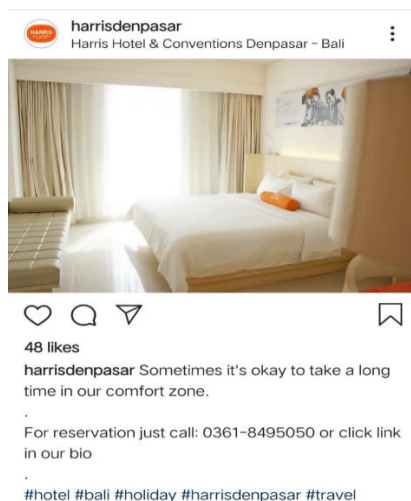 HARRIS
harrisdenpasar
Harris Hotel & Conventions Denpasar - Bali
48 likes
harrisdenpasar Sometimes it's okay to take a long
time in our comfort zone.
.
For reservation just call: 0361-8495050 or click link
in our bio
.
#hotel #bali #holiday #harrisdenpasar #travel